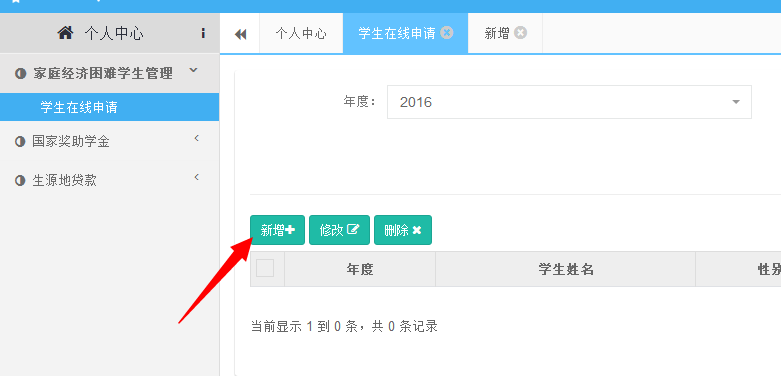 个人中心
个人中心 学生在线申请 新增
家庭经济困难学生管理
学生在线申请
国家奖助学金
生源地贷款
年度： 2016
新增 修改 删除
年度 学生姓名 性别
当前显示 1 到 0 条，共 0 条记录